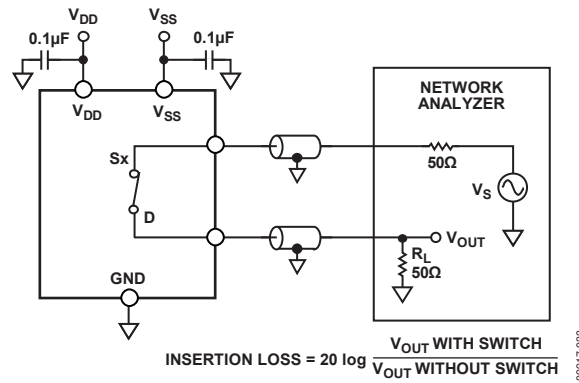 VDD
VSS
0.1µF
0.1µF
VDD
VSS
NETWORK
ANALYZER
Sx
50Ω
VS
D
VOUT
RL
50Ω
GND
INSERTION LOSS = 20 log VOUT WITH SWITCH
VOUT WITHOUT SWITCH